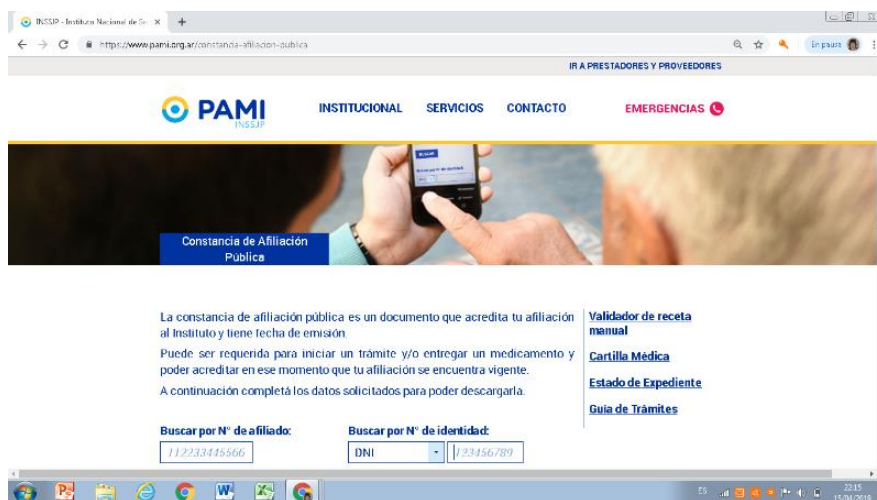 INSSJP - Instituto Nacional de Se
https://www.pami.org.ar/constancia-afiliacion-publica
En pausa
IR A PRESTADORES Y PROVEEDORES
PAMI
INSSJP
INSTITUCIONAL SERVICIOS CONTACTO
EMERGENCIAS
Constancia de Afiliación
Pública
La constancia de afiliación pública es un documento que acredita tu afiliación
al Instituto y tiene fecha de emisión.
Puede ser requerida para iniciar un trámite y/o entregar un medicamento y
poder acreditar en ese momento que tu afiliación se encuentra vigente.
A continuación completá los datos solicitados para poder descargarla.
Validador de receta
manual
Cartilla Médica
Estado de Expediente
Guía de Trámites
Buscar por N° de afiliado: Buscar por N° de identidad:
112233445566 DNI 123456789
ES
22:15
15/04/2019